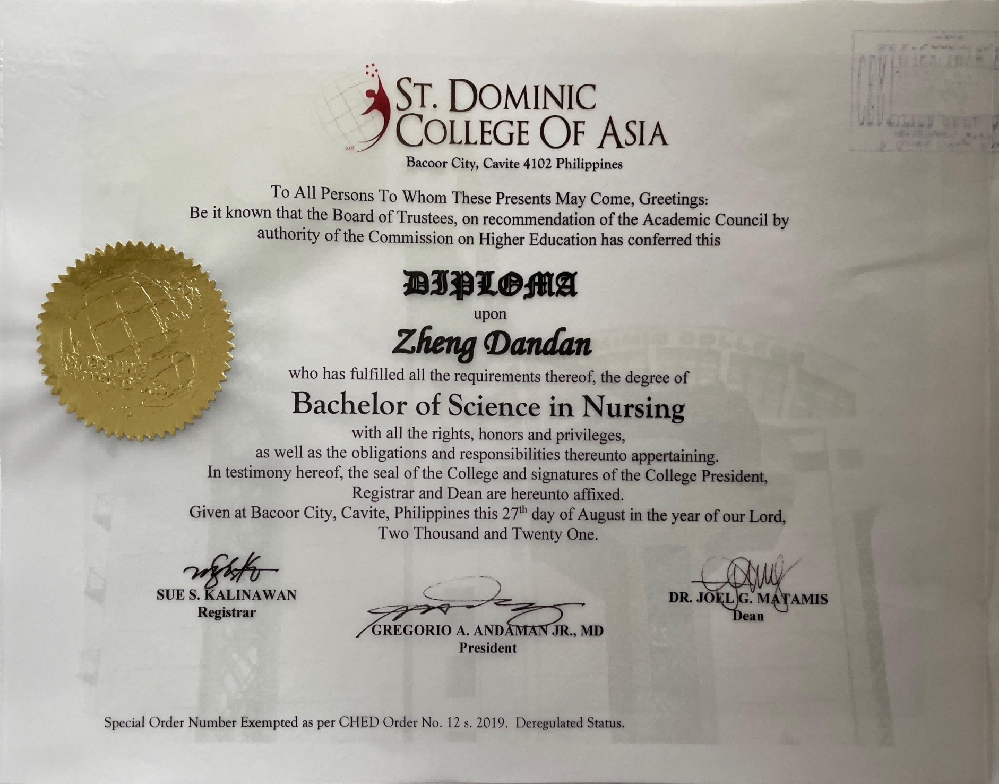 ST. DOMINIC
COLLEGE OF ASIA
Bacoor City, Cavite 4102 Philippines
To All Persons To Whom These Presents May Come, Greetings:
Be it known that the Board of Trustees, on recommendation of the Academic Council by
authority of the Commission on Higher Education has conferred this
DIPLOMA
upon
Zheng Dandan
who has fulfilled all the requirements thereof, the degree of
Bachelor of Science in Nursing
with all the rights, honors and privileges,
as well as the obligations and responsibilities thereunto appertaining.
In testimony hereof, the seal of the College and signatures of the College President,
Registrar and Dean are hereunto affixed.
Given at Bacoor City, Cavite, Philippines this 27th day of August in the year of our Lord,
Two Thousand and Twenty One.
SUE S. KALINAWAN
Registrar
GREGORIO A. ANDAMAN JR., MD
President
DR. JOEL G. MATAMIS
Dean
Special Order Number Exempted as per CHED Order No. 12 s. 2019. Deregulated Status.